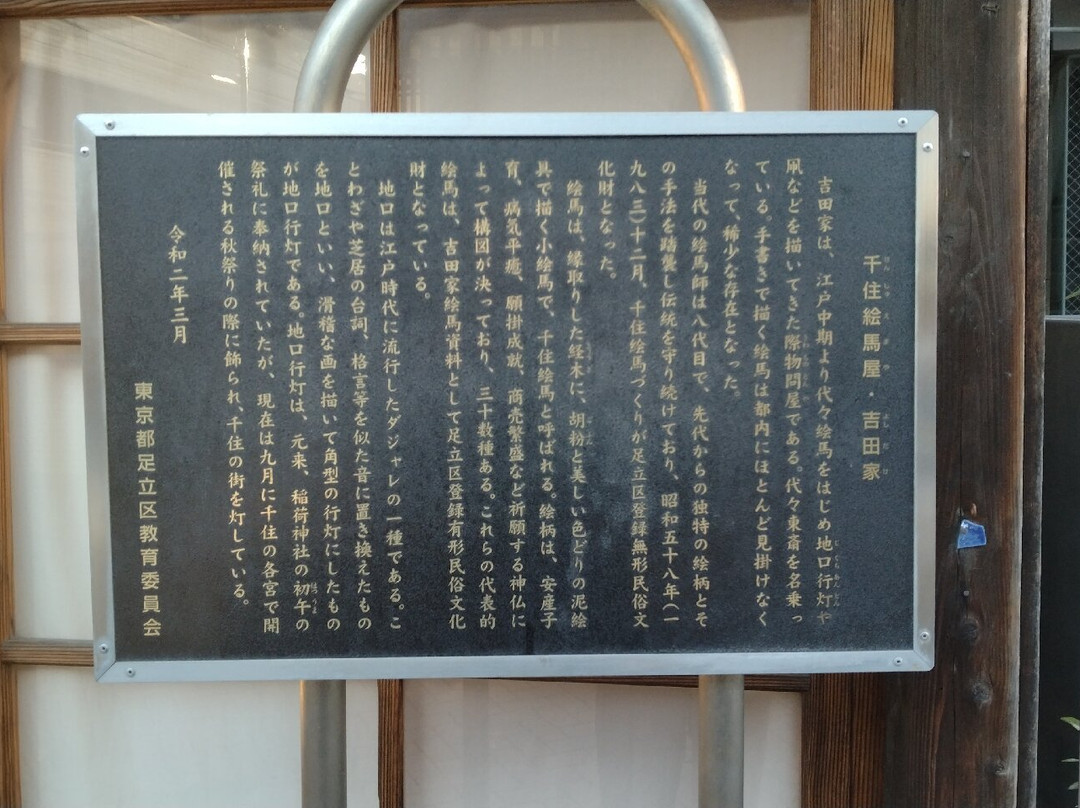 千住絵馬屋・吉田家
吉田家は、江戸中期より代々絵馬をはじめ地口行灯や
凧などを描いてきた際物問屋である。代々東斎を名乗っ
ている。手書きで描く絵馬は都内にほとんど見掛けなく
なって、稀少な存在となった。
当代の絵馬師は八代目で、先代からの独特の絵柄とそ
の手法を踏襲し伝統を守り続けており、昭和五十八年(一
九八三)十二月、千住絵馬づくりが足立区登録無形民俗文
化財となった。
絵馬は、縁取りした経木に、胡粉と美しい色どりの泥絵
具で描く小絵馬で、千住絵馬と呼ばれる。絵柄は、安産子
育、病気平癒、願掛成就、商売繁盛など祈願する神仏に
よって構図が決っており、三十数種ある。これらの代表的
絵馬は、吉田家絵馬資料として足立区登録有形民俗文化
財となっている。
地口は江戸時代に流行したダジャレの一種である。こ
とわざや芝居の台詞、格言等を似た音に置き換えたもの
を地口といい、滑稽な画を描いて角型の行灯にしたもの
が地口行灯である。地口行灯は、元来、稲荷神社の初午の
祭礼に奉納されていたが、現在は九月に千住の各宮で開
催される秋祭りの際に飾られ、千住の街を灯している。
令和二年三月
東京都足立区教育委員会